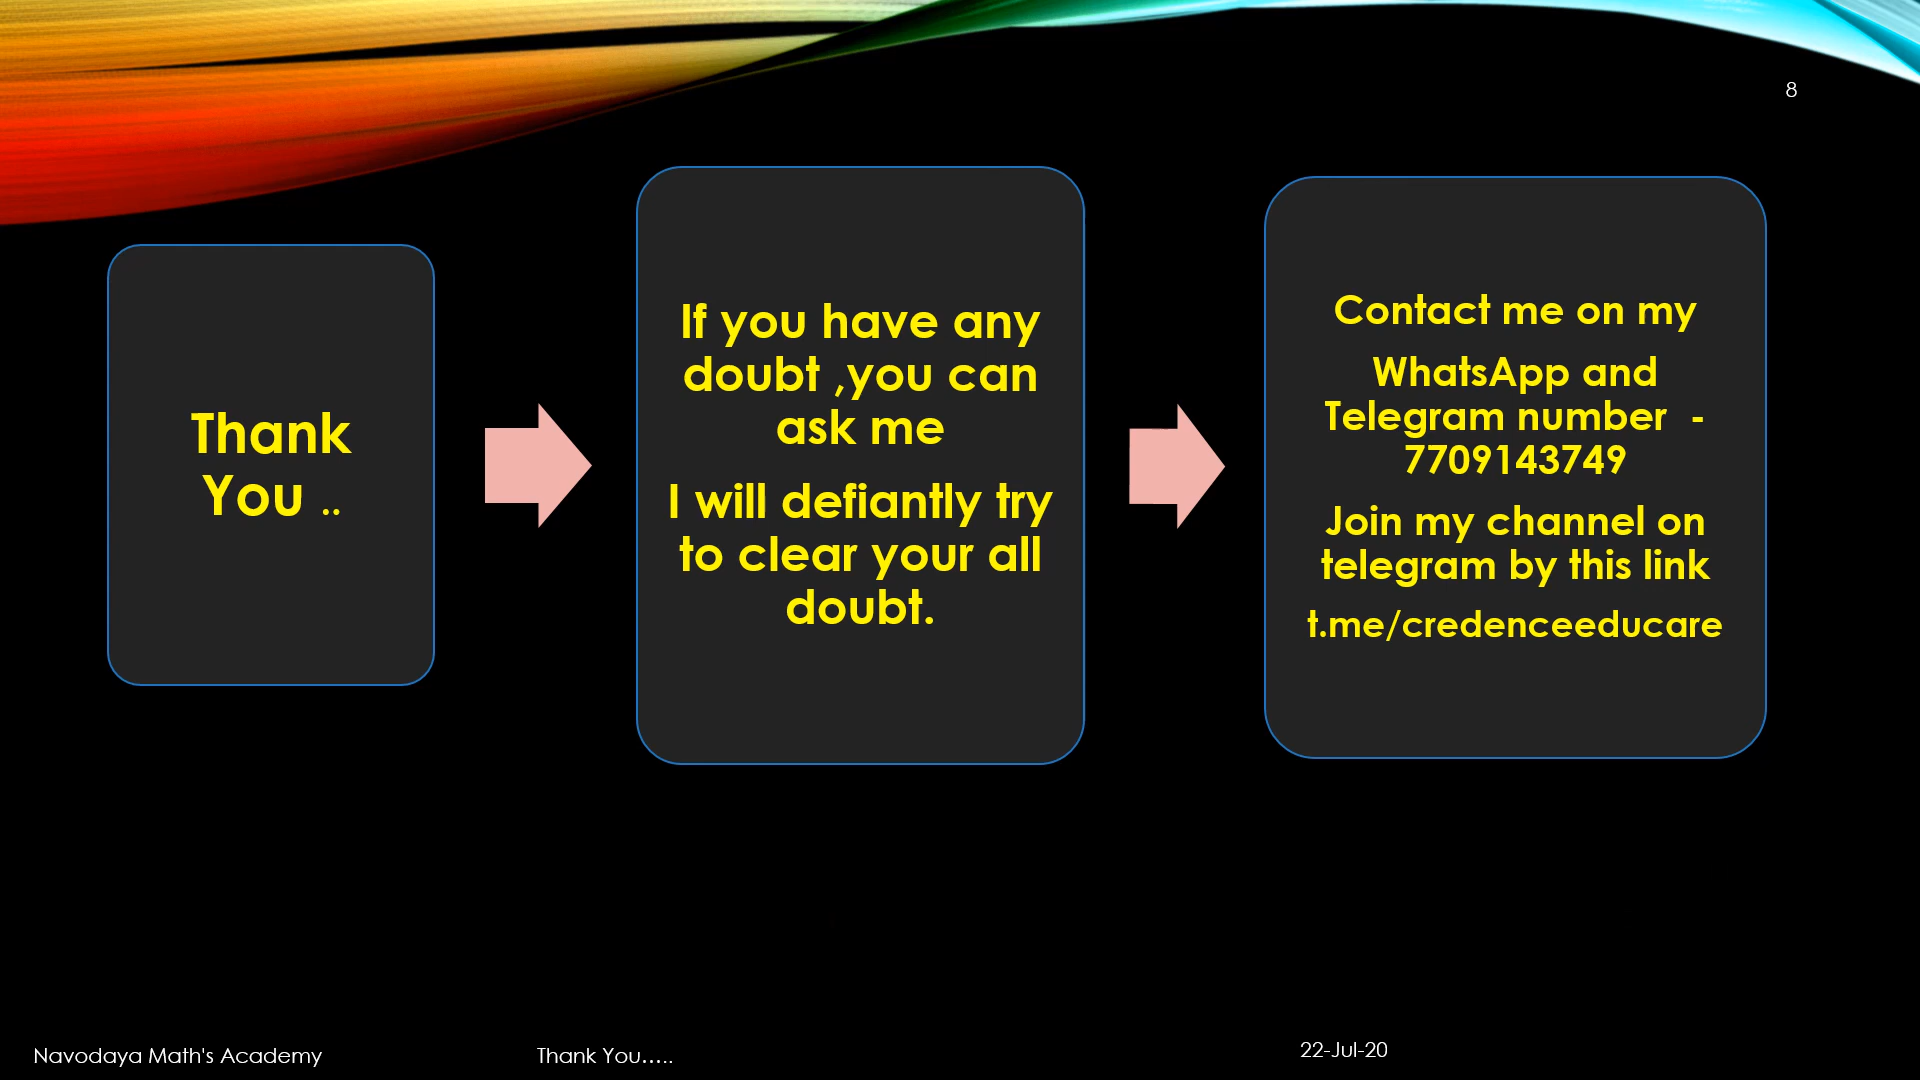 8
Thank
You ..
If you have any
doubt ,you can
ask me
I will defiantly try
to clear your all
doubt.
Contact me on my
WhatsApp and
Telegram number  -
7709143749
Join my channel on
telegram by this link
t.me/credenceeducare
Navodaya Math's Academy
Thank You…..
22-Jul-20